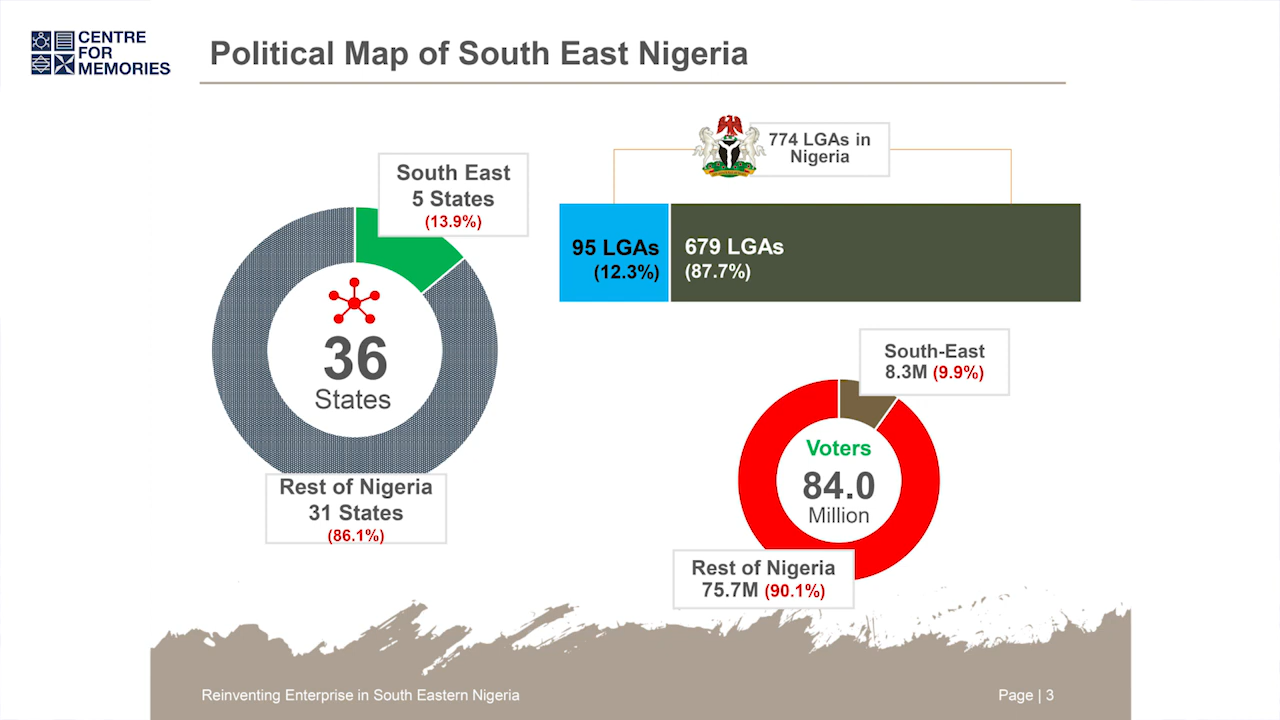 CENTRE
FOR
MEMORIES
Political Map of South East Nigeria
South East
5 States
(13.9%)
36
States
Rest of Nigeria
31 States
(86.1%)
774 LGAs in
Nigeria
95 LGAs
(12.3%)
679 LGAs
(87.7%)
South-East
8.3M (9.9%)
Voters
84.0
Million
Rest of Nigeria
75.7M (90.1%)
Reinventing Enterprise in South Eastern Nigeria
Page | 3